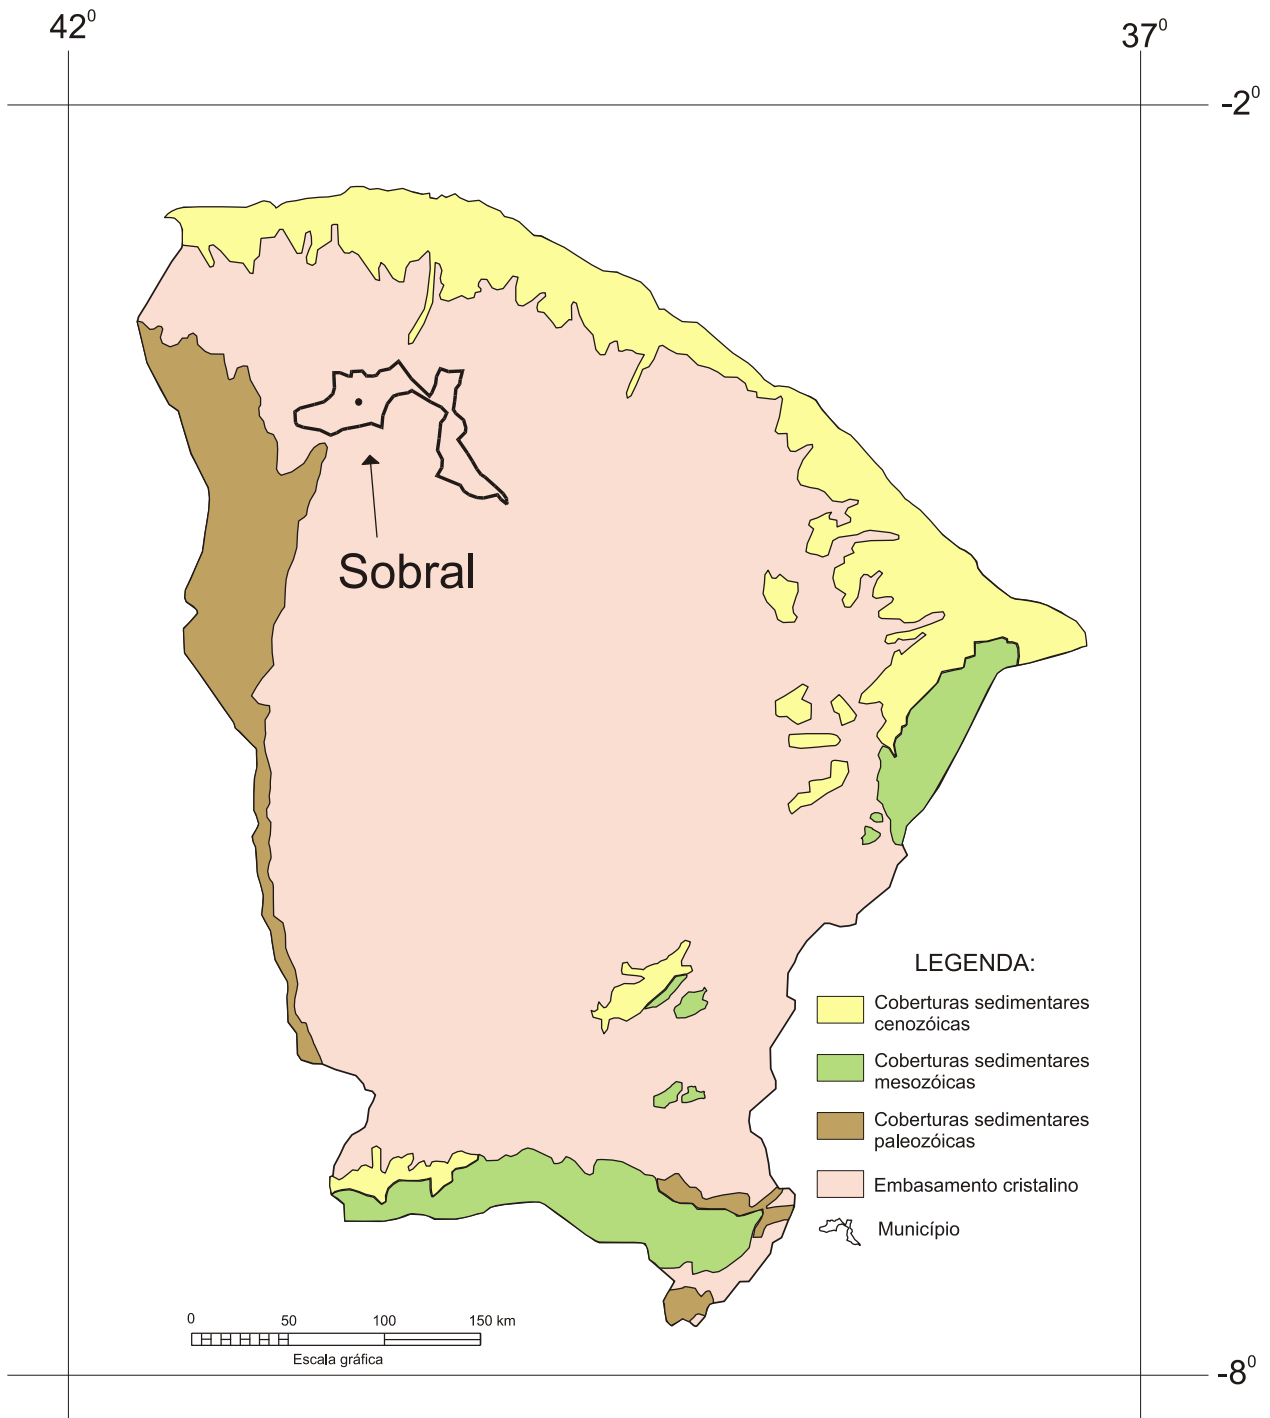 42⁰
37⁰
-2⁰
Sobral
LEGENDA:
Coberturas sedimentares
cenozóicas
Coberturas sedimentares
mesozóicas
Coberturas sedimentares
paleozóicas
Embasamento cristalino
Município
0 50 100 150 km
Escala gráfica
-8⁰